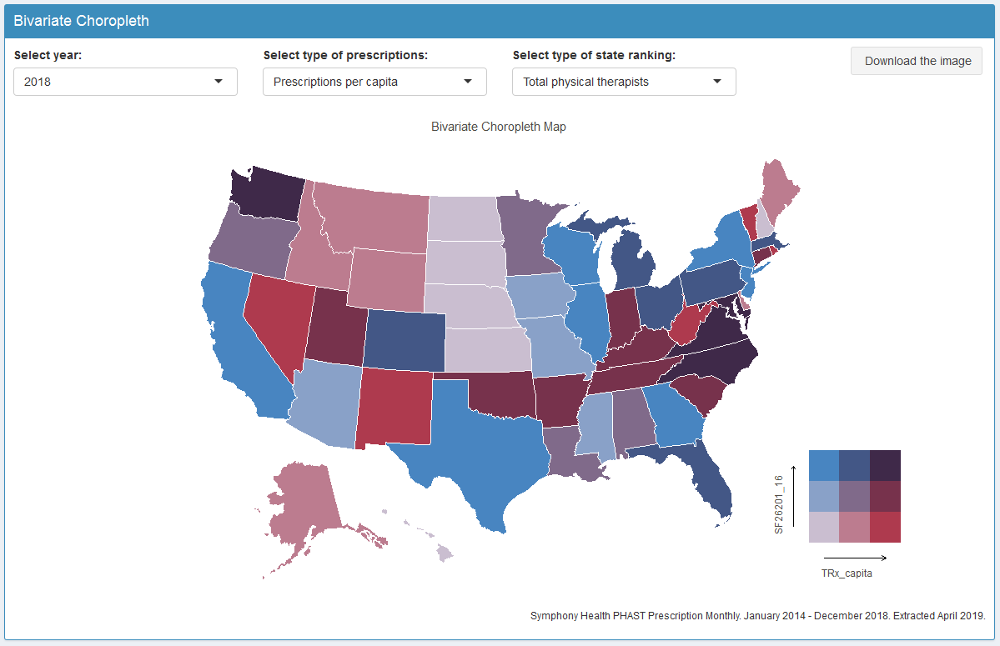 Bivariate Choropleth
Select year:
Select type of prescriptions:
Select type of state ranking:
Download the image
2018
Prescriptions per capita
Total physical therapists
Bivariate Choropleth Map
SF26201_16
TRx_capita
Symphony Health PHAST Prescription Monthly. January 2014 - December 2018. Extracted April 2019.